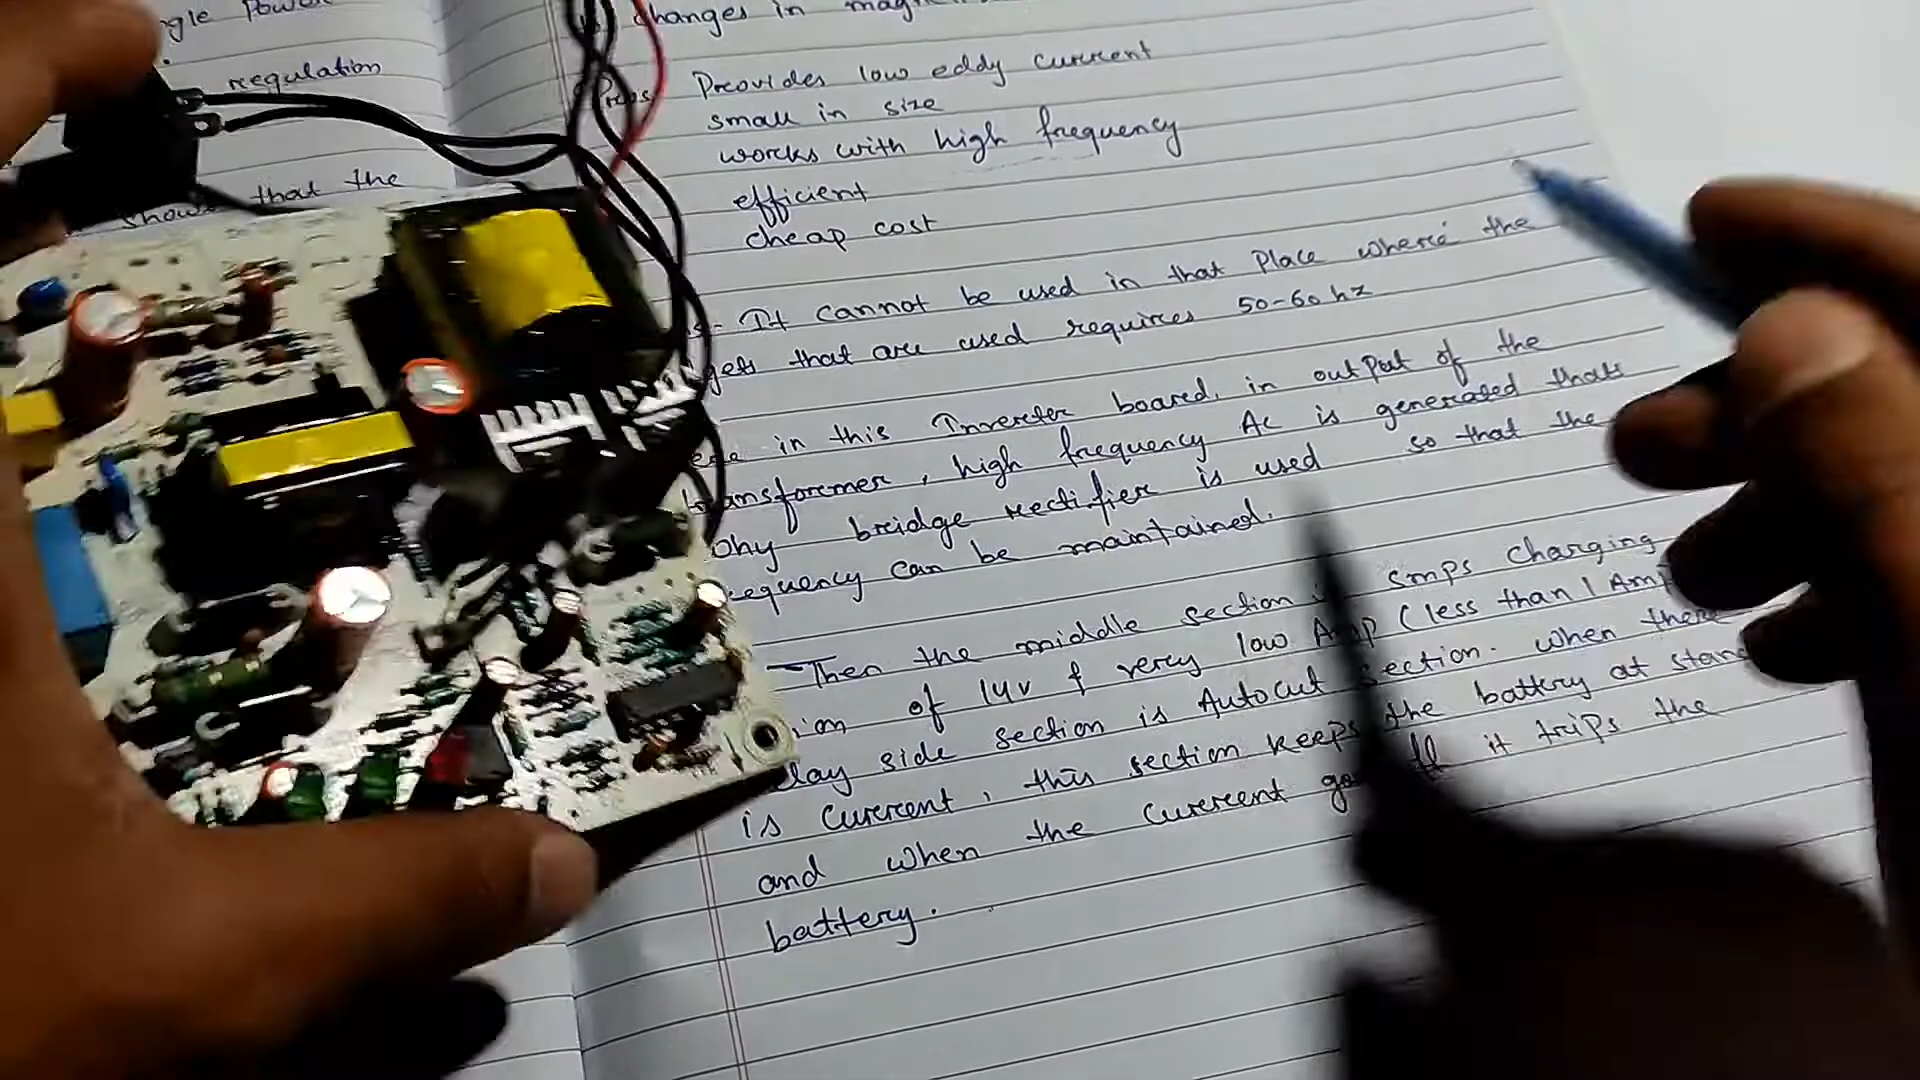 regulation
that the
changes in
Provides low eddy current
small in size
works with high frequency
efficient
cheap cost
It cannot be used in that Place where the
that are used requires 50-60 hz
in this Inverter board, in output of the
transformer, high frequency AC is generated thats
why bridge rectifier is used so that the
frequency can be maintained.
Then the middle section smps charging
of 14v & very low Amp (less than 1 Amp
side section is Autocut section. When there
is current, this section keeps the battery at
and when the current it trips the
battery.